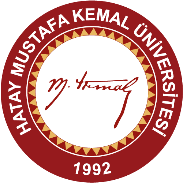 HATAY MUSTAFA KEMAL ÜNİVERSİTESİ
M. Kemal
1992